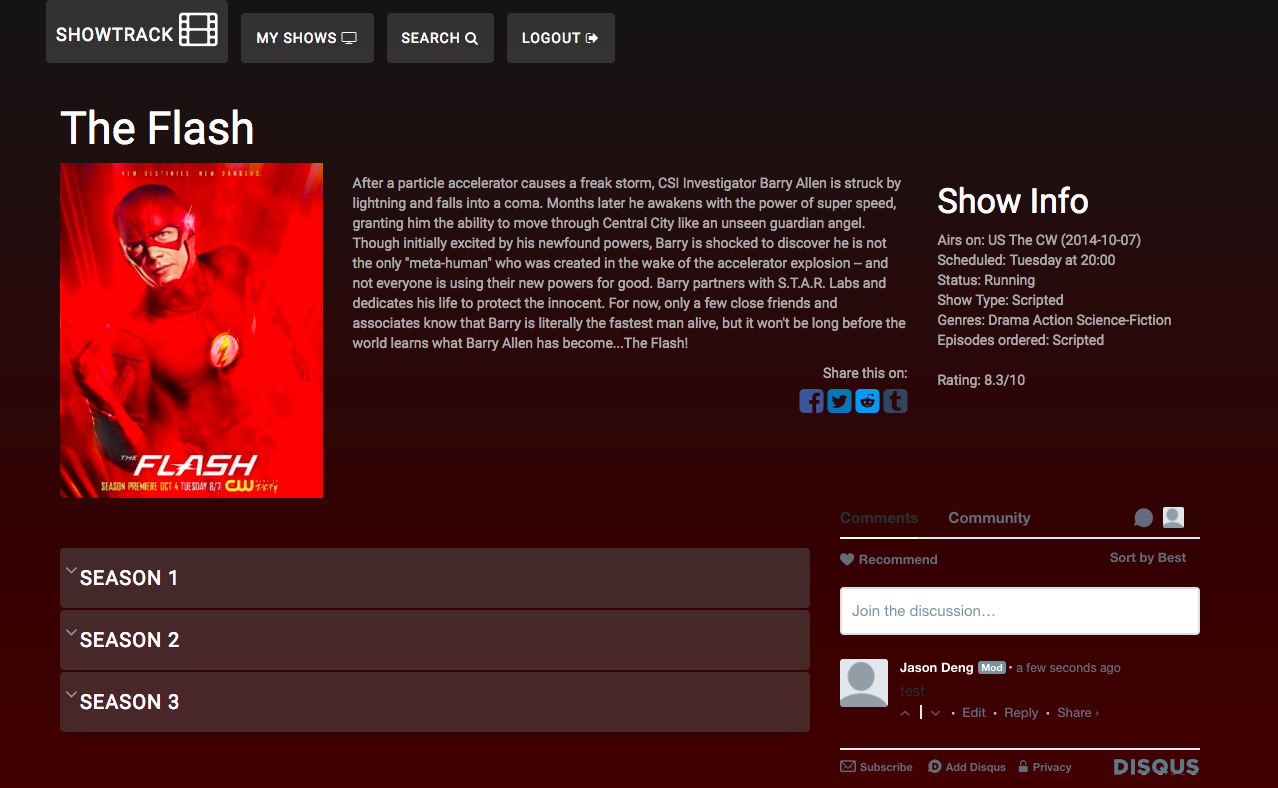 SHOWTRACK
MY SHOWS
SEARCH
LOGOUT
The Flash
NEW DESTINIES. NEW DANGERS.
THE FLASH
SEASON PREMIERE OCT 4 TUESDAY 8/7c CW
After a particle accelerator causes a freak storm, CSI Investigator Barry Allen is struck by
lightning and falls into a coma. Months later he awakens with the power of super speed,
granting him the ability to move through Central City like an unseen guardian angel.
Though initially excited by his newfound powers, Barry is shocked to discover he is not
the only "meta-human" who was created in the wake of the accelerator explosion -- and
not everyone is using their new powers for good. Barry partners with S.T.A.R. Labs and
dedicates his life to protect the innocent. For now, only a few close friends and
associates know that Barry is literally the fastest man alive, but it won't be long before the
world learns what Barry Allen has become...The Flash!
Share this on:
Show Info
Airs on: US The CW (2014-10-07)
Scheduled: Tuesday at 20:00
Status: Running
Show Type: Scripted
Genres: Drama Action Science-Fiction
Episodes ordered: Scripted
Rating: 8.3/10
SEASON 1
SEASON 2
SEASON 3
Comments Community
Recommend Sort by Best
Join the discussion…
Jason Deng Mod • a few seconds ago
test
• Edit • Reply • Share ›
Subscribe Add Disqus Privacy DISQUS